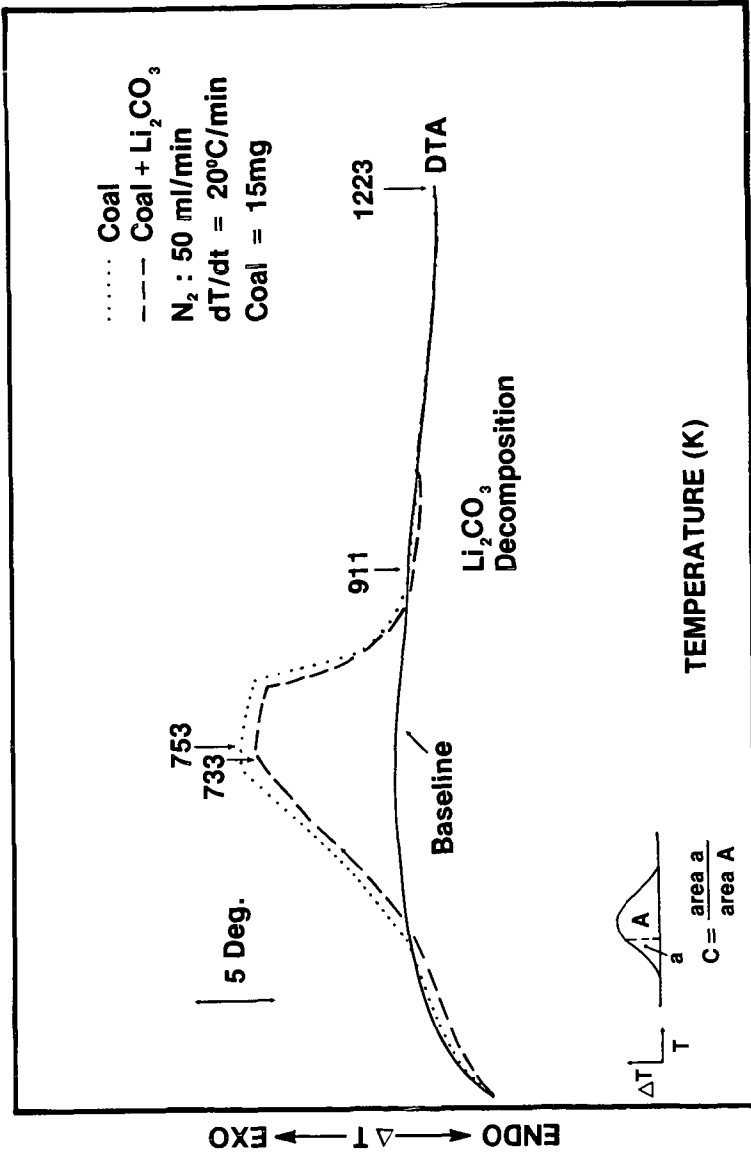 ..... Coal
--- Coal + Li₂CO₃
N₂ : 50 ml/min
dT/dt = 20°C/min
Coal = 15mg
1223
DTA
753
733
911
5 Deg.
Li₂CO₃
Decomposition
Baseline
ENDO ← ΔT → EXO
TEMPERATURE (K)
ΔT
T
a
A
C = area a / area A